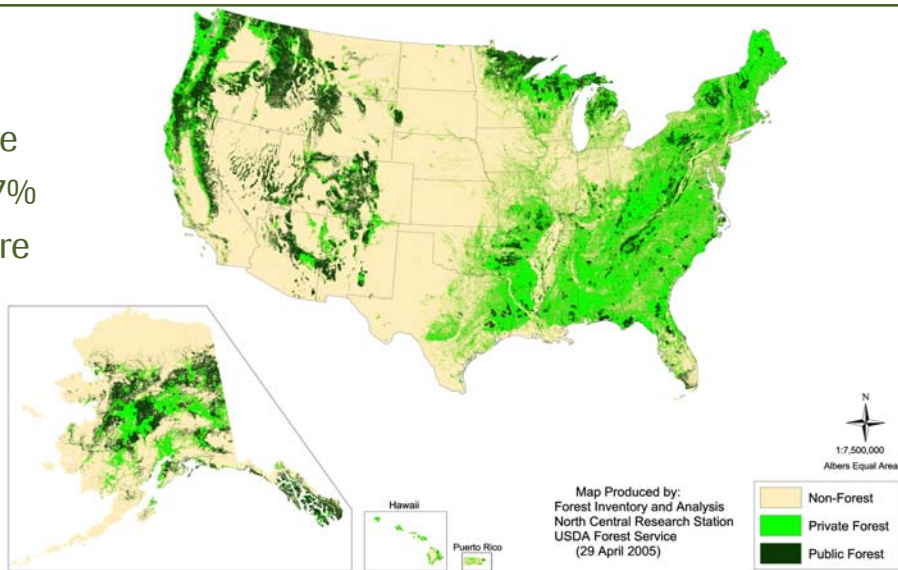 e
7%
re
N
1:7,500,000
Albers Equal Area
Hawaii
Puerto Rico
Map Produced by:
Forest Inventory and Analysis
North Central Research Station
USDA Forest Service
(29 April 2005)
Non-Forest
Private Forest
Public Forest